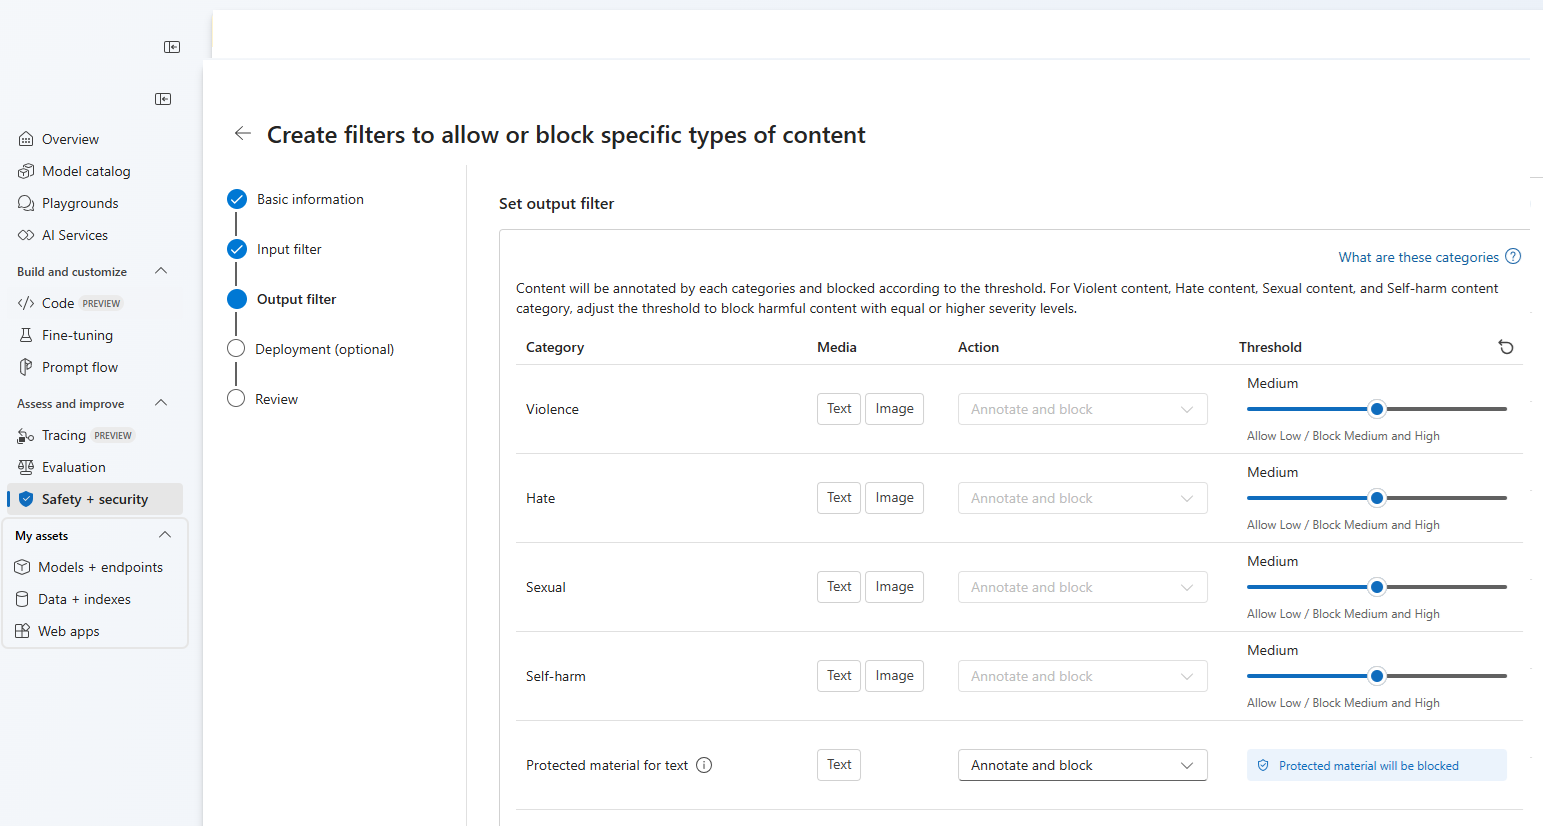 Overview
Model catalog
Playgrounds
AI Services
Build and customize
Code PREVIEW
Fine-tuning
Prompt flow
Assess and improve
Tracing PREVIEW
Evaluation
Safety + security
My assets
Models + endpoints
Data + indexes
Web apps
Create filters to allow or block specific types of content
Basic information
Input filter
Output filter
Deployment (optional)
Review
Set output filter
What are these categories
Content will be annotated by each categories and blocked according to the threshold. For Violent content, Hate content, Sexual content, and Self-harm content
category, adjust the threshold to block harmful content with equal or higher severity levels.
Category Media Action Threshold
Medium
Violence Text Image Annotate and block
Allow Low / Block Medium and High
Medium
Hate Text Image Annotate and block
Allow Low / Block Medium and High
Medium
Sexual Text Image Annotate and block
Allow Low / Block Medium and High
Medium
Self-harm Text Image Annotate and block
Allow Low / Block Medium and High
Protected material for text Text Annotate and block Protected material will be blocked